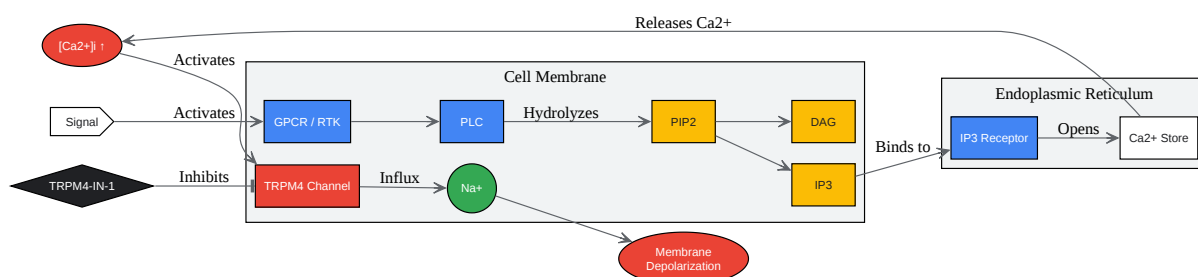 Releases Ca2+
[Ca2+]i ↑
Activates
Cell Membrane
Endoplasmic Reticulum
Signal
Activates
GPCR / RTK
PLC
Hydrolyzes
PIP2
DAG
Binds to
IP3 Receptor
Opens
Ca2+ Store
TRPM4-IN-1
Inhibits
TRPM4 Channel
Influx
Na+
IP3
Membrane
Depolarization